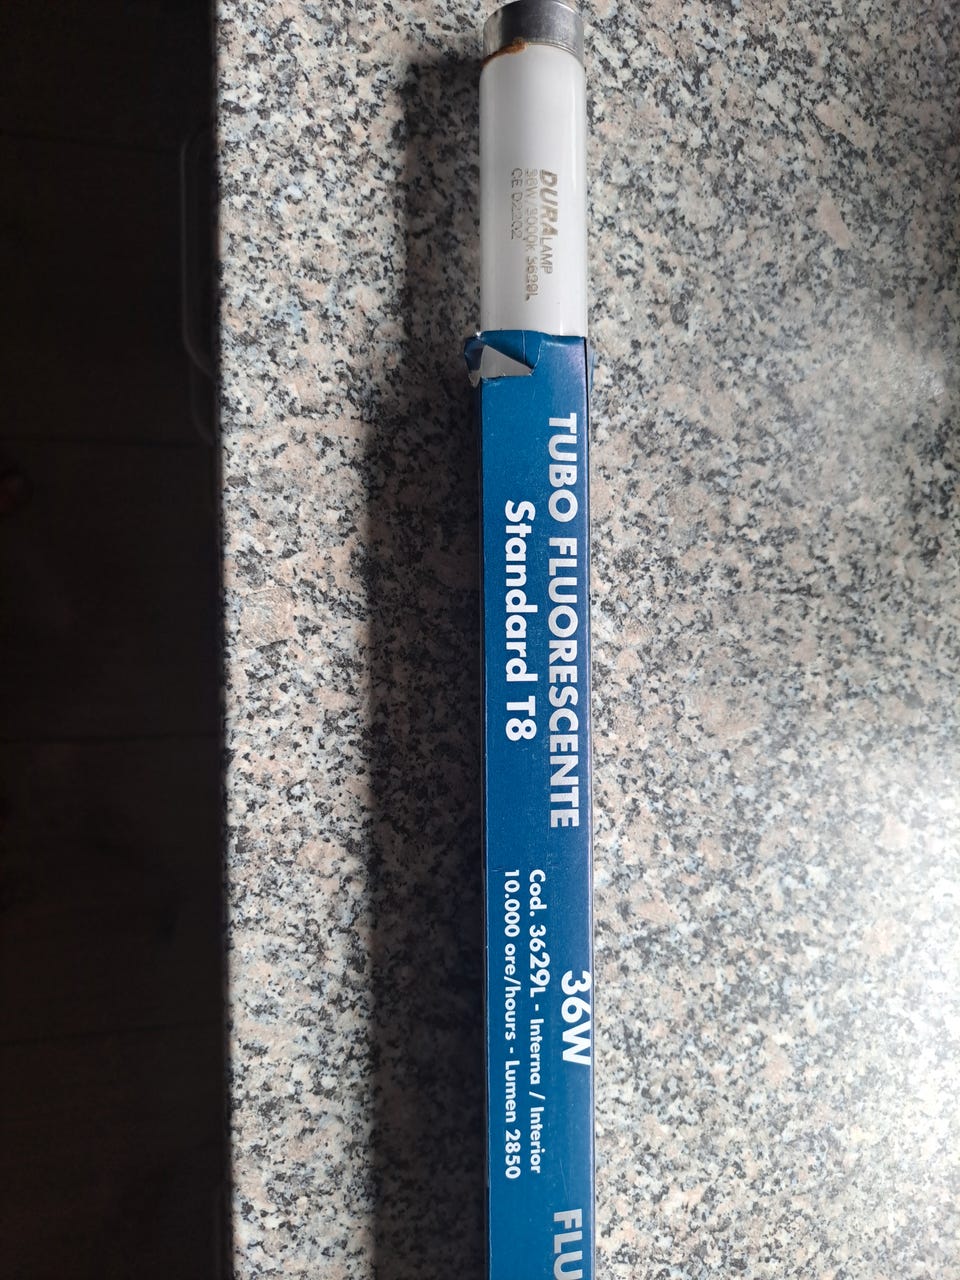 DURALAMP
36W 3000K 3629L
CE D2202
TUBO FLUORESCENTE
Standard T8
36W
Cod. 3629L - Interna / Interior
10.000 ore/hours - Lumen 2850
FLU